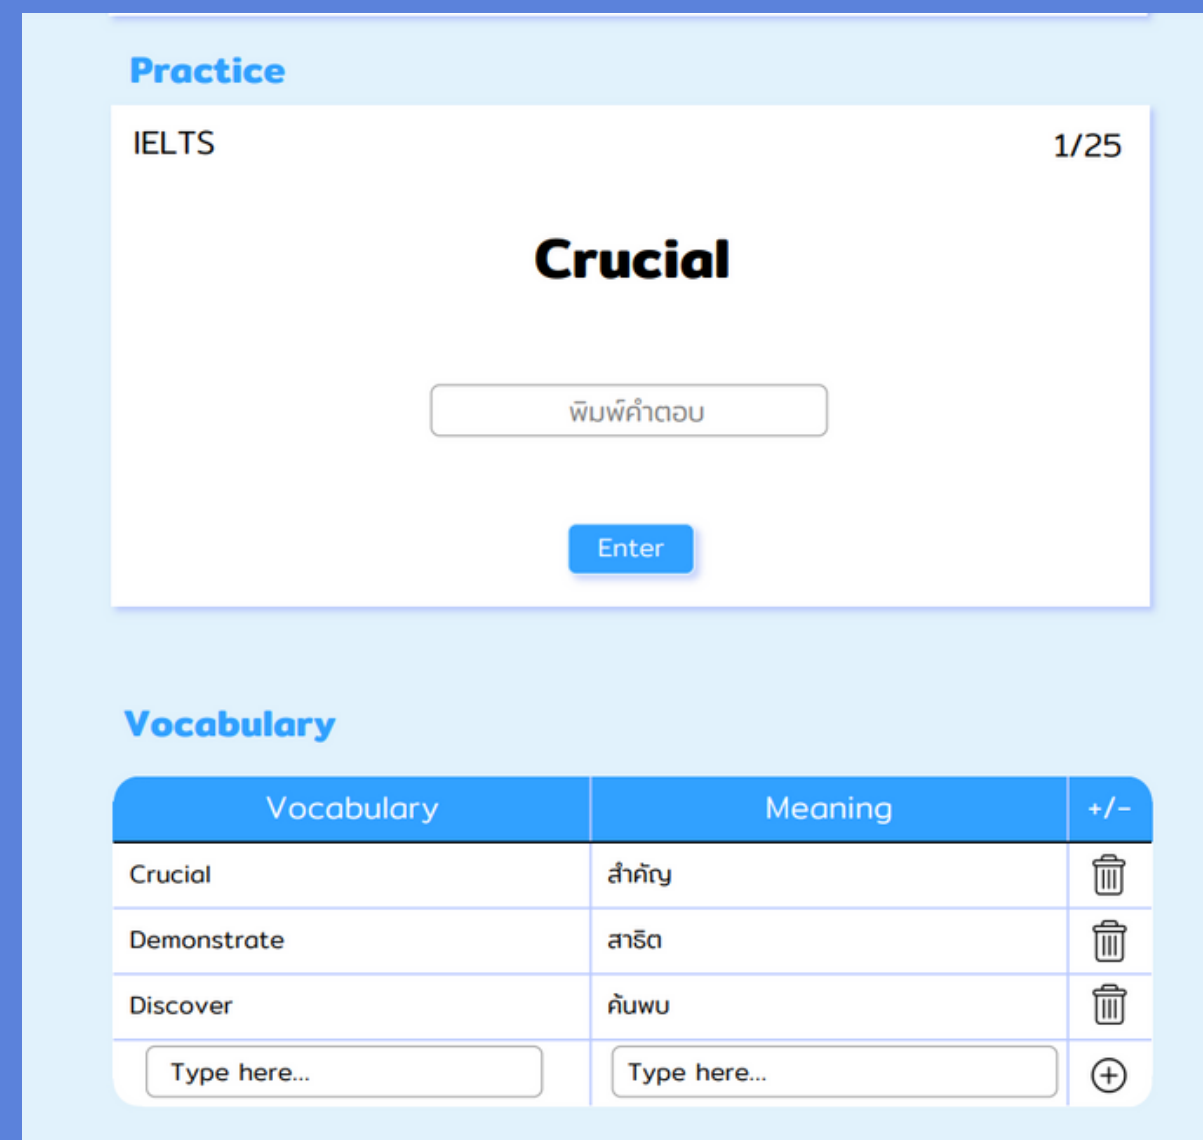 Practice
IELTS 1/25
Crucial
พิมพ์คำตอบ
Enter
Vocabulary
Vocabulary Meaning +/-
Crucial สำคัญ
Demonstrate สาธิต
Discover ค้นพบ
Type here... Type here...